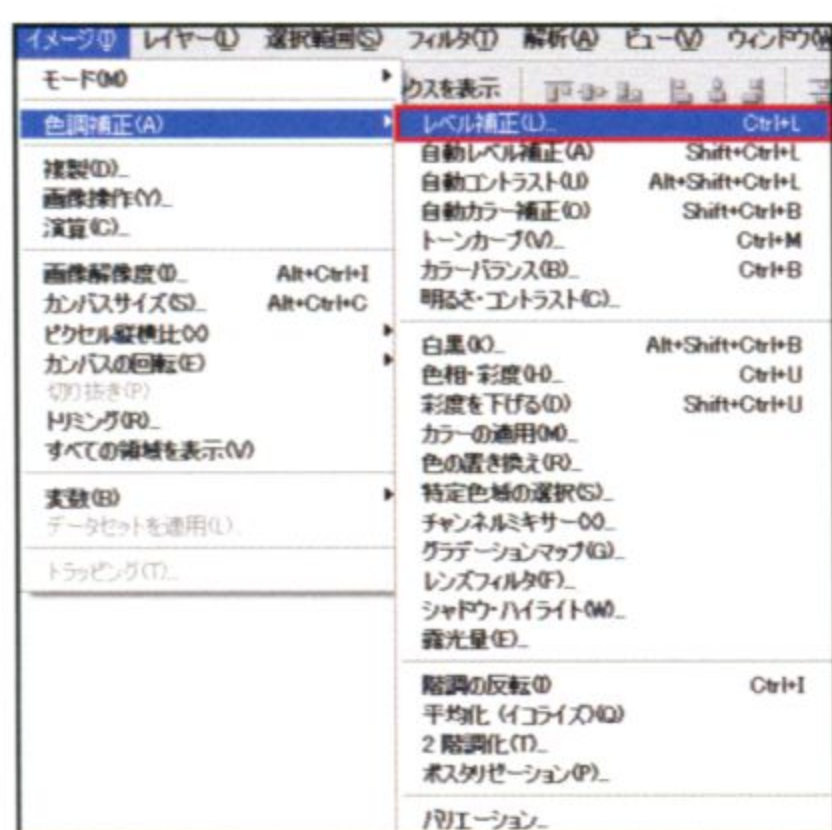 イメージ(I) レイヤー(L) 選択範囲(S) フィルタ(T) 解析(A) ビュー(V) ウィンドウ(W
モード(M)
クスを表示
色調補正(A)
複製(D)...
画像操作(Y)...
演算(C)...
画像解像度(I)... Alt+Ctrl+I
カンバスサイズ(S)... Alt+Ctrl+C
ピクセル縦横比(X)
カンバスの回転(E)
切り抜き(P)
トリミング(R)...
すべての領域を表示(V)
変数(B)
データセットを適用(L)...
トラッピング(T)...
レベル補正(L)... Ctrl+L
自動レベル補正(A) Shift+Ctrl+L
自動コントラスト(U) Alt+Shift+Ctrl+L
自動カラー補正(O) Shift+Ctrl+B
トーンカーブ(V)... Ctrl+M
カラーバランス(B)... Ctrl+B
明るさ・コントラスト(C)...
白黒(K)... Alt+Shift+Ctrl+B
色相・彩度(H)... Ctrl+U
彩度を下げる(D) Shift+Ctrl+U
カラーの適用(M)...
色の置き換え(R)...
特定色域の選択(S)...
チャンネルミキサー(X)...
グラデーションマップ(G)...
レンズフィルタ(F)...
シャドウ・ハイライト(W)...
露光量(E)...
階調の反転(I) Ctrl+I
平均化 (イコライズ)(Q)
2 階調化(T)...
ポスタリゼーション(P)...
バリエーション...